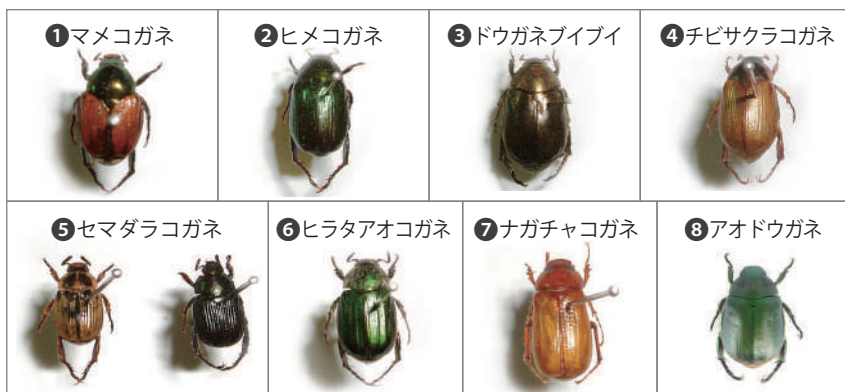 ❶マメコガネ
❷ヒメコガネ
❸ドウガネブイブイ
❹チビサクラコガネ
❺セマダラコガネ
❻ヒラタアオコガネ
❼ナガチャコガネ
❽アオドウガネ